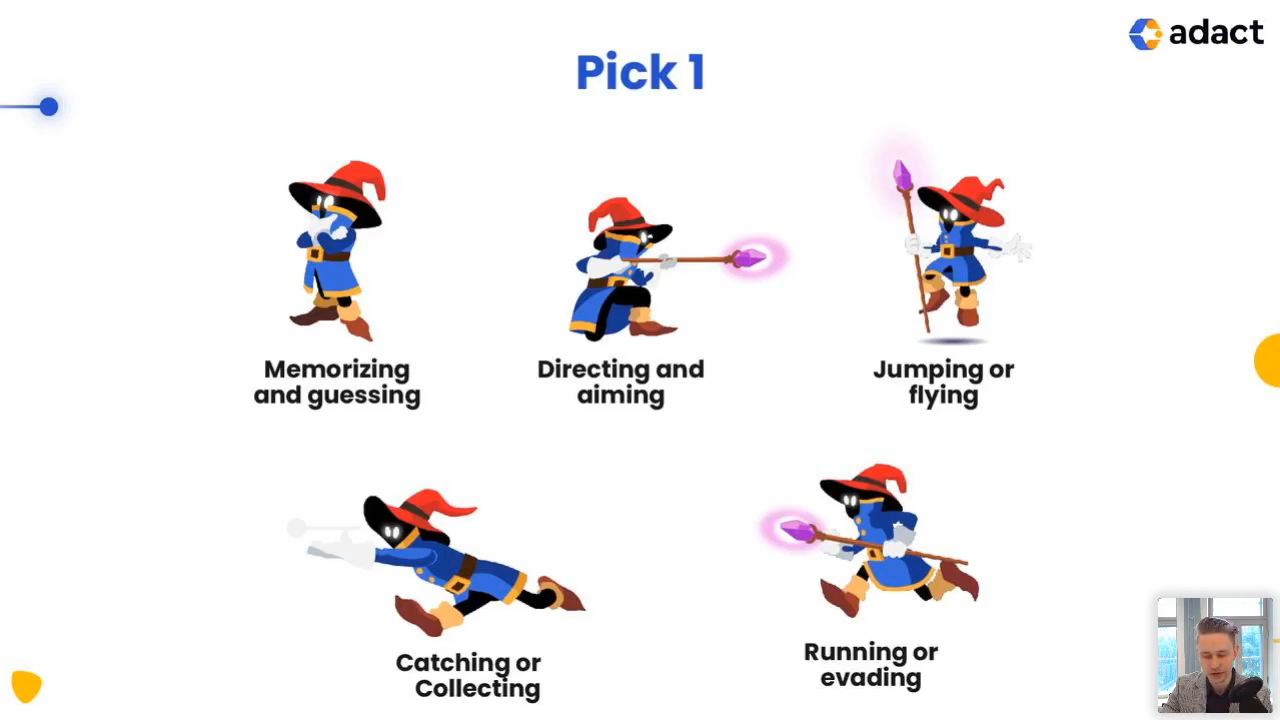 adact
Pick 1
Memorizing
and guessing
Directing and
aiming
Jumping or
flying
Catching or
Collecting
Running or
evading